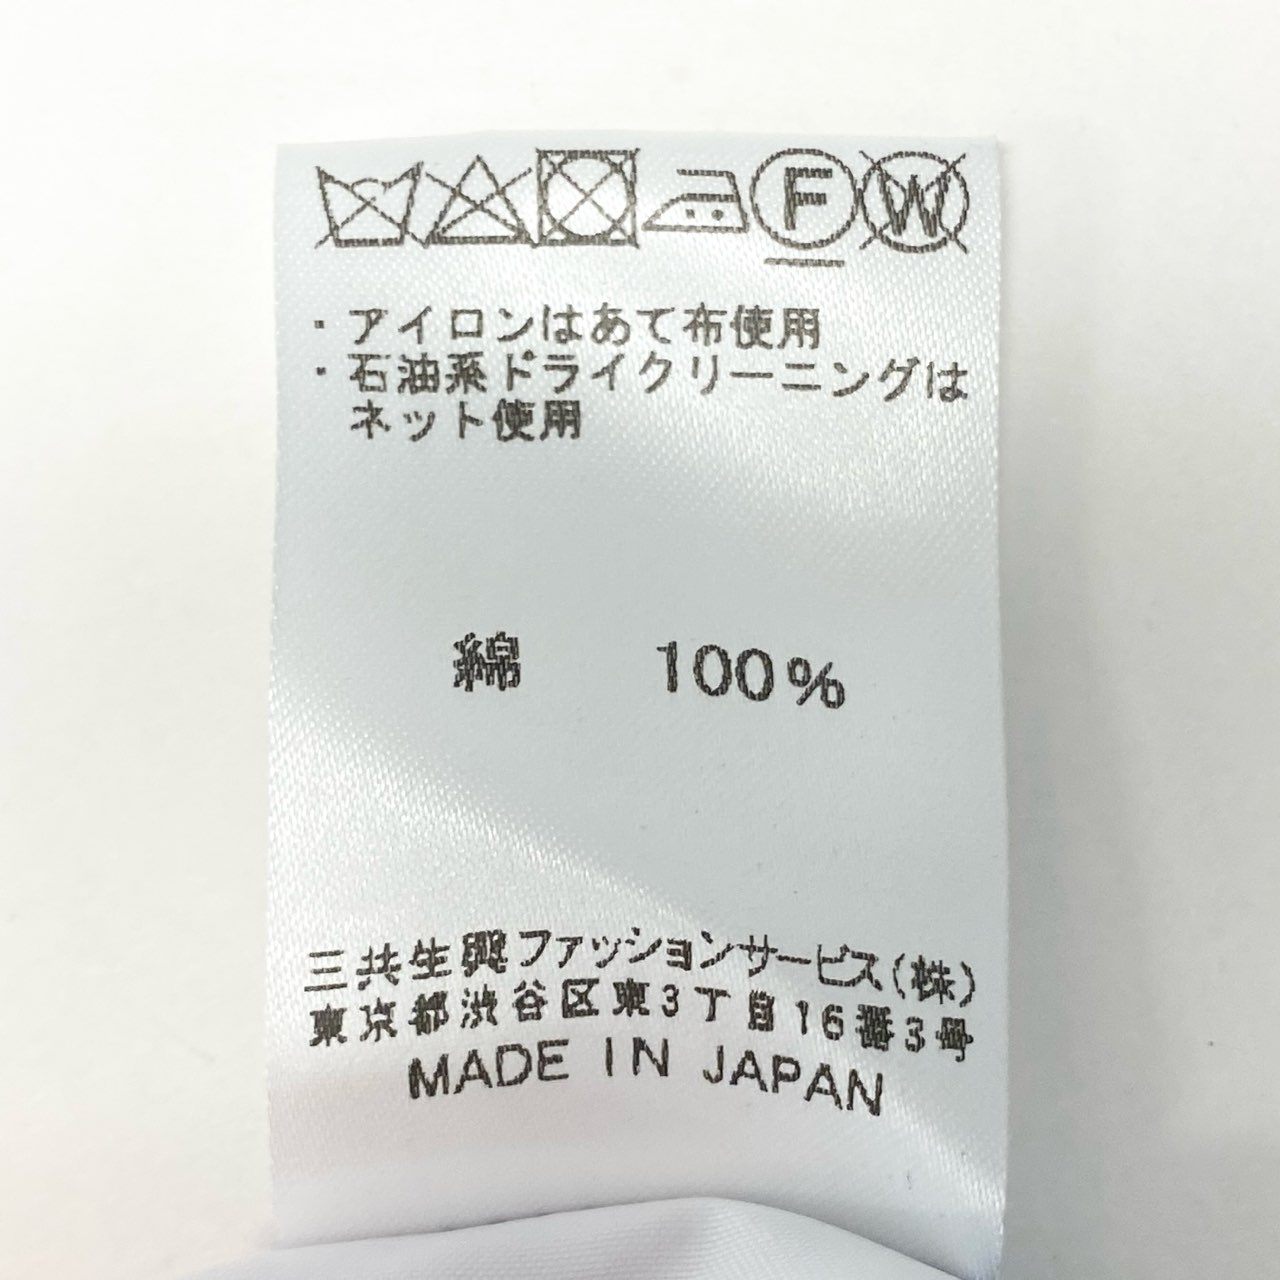 F W
・アイロンはあて布使用
・石油系ドライクリーニングは
ネット使用
綿 100%
三共生興ファッションサービス(株)
東京都渋谷区東3丁目16番3号
MADE IN JAPAN